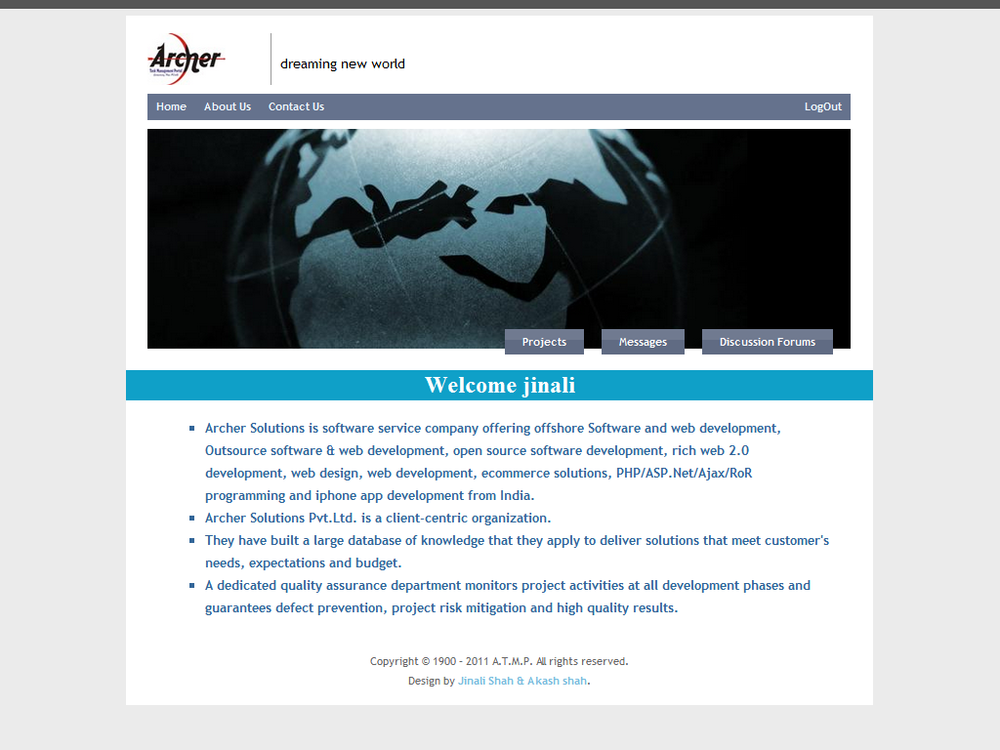 Archer
Task Management Portal
dreaming new world
Home About Us Contact Us LogOut
Projects Messages Discussion Forums
Welcome jinali
Archer Solutions is software service company offering offshore Software and web development,
Outsource software & web development, open source software development, rich web 2.0
development, web design, web development, ecommerce solutions, PHP/ASP.Net/Ajax/RoR
programming and iphone app development from India.
Archer Solutions Pvt.Ltd. is a client-centric organization.
They have built a large database of knowledge that they apply to deliver solutions that meet customer's
needs, expectations and budget.
A dedicated quality assurance department monitors project activities at all development phases and
guarantees defect prevention, project risk mitigation and high quality results.
Copyright © 1900 - 2011 A.T.M.P. All rights reserved.
Design by Jinali Shah & Akash shah.